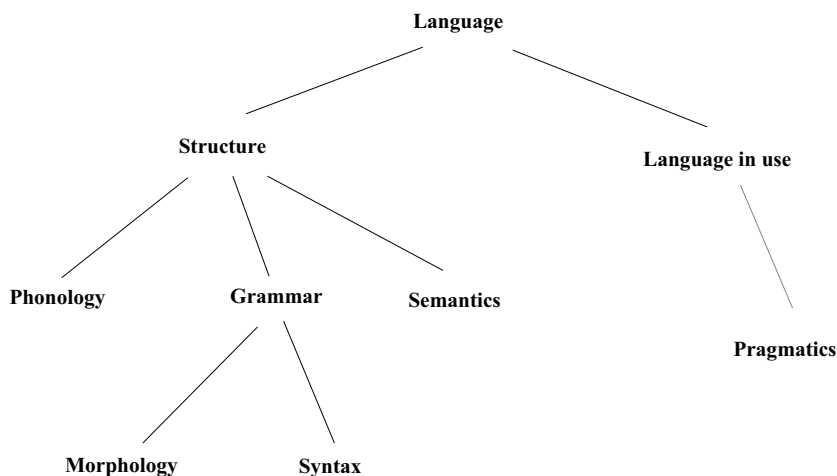 Language
Structure
Language in use
Phonology
Grammar
Semantics
Pragmatics
Morphology
Syntax